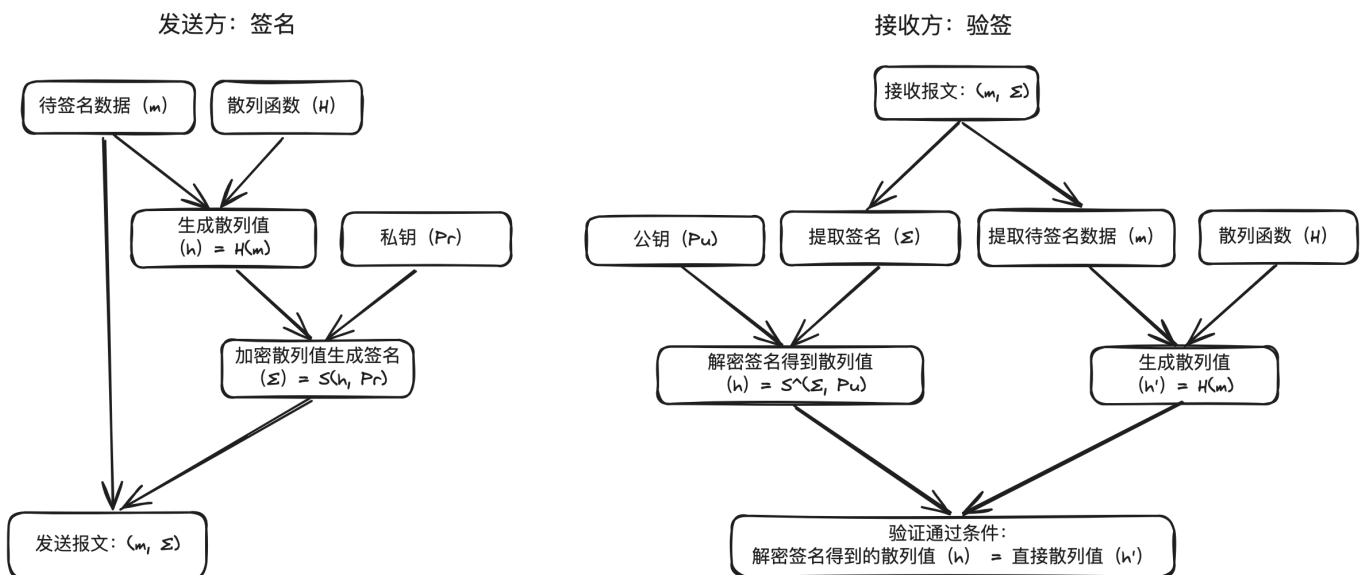 发送方：签名
待签名数据（m）
散列函数（H）
生成散列值
（h）= H(m)
私钥（Pr）
加密散列值生成签名
（Σ）= S(h, Pr)
发送报文：(m, Σ)
接收方：验签
接收报文：(m, Σ)
公钥（Pu）
提取签名（Σ）
提取待签名数据（m）
散列函数（H）
解密签名得到散列值
（h）= S^(Σ, Pu)
生成散列值
（h'）= H(m)
验证通过条件：
解密签名得到的散列值（h） = 直接散列值（h'）